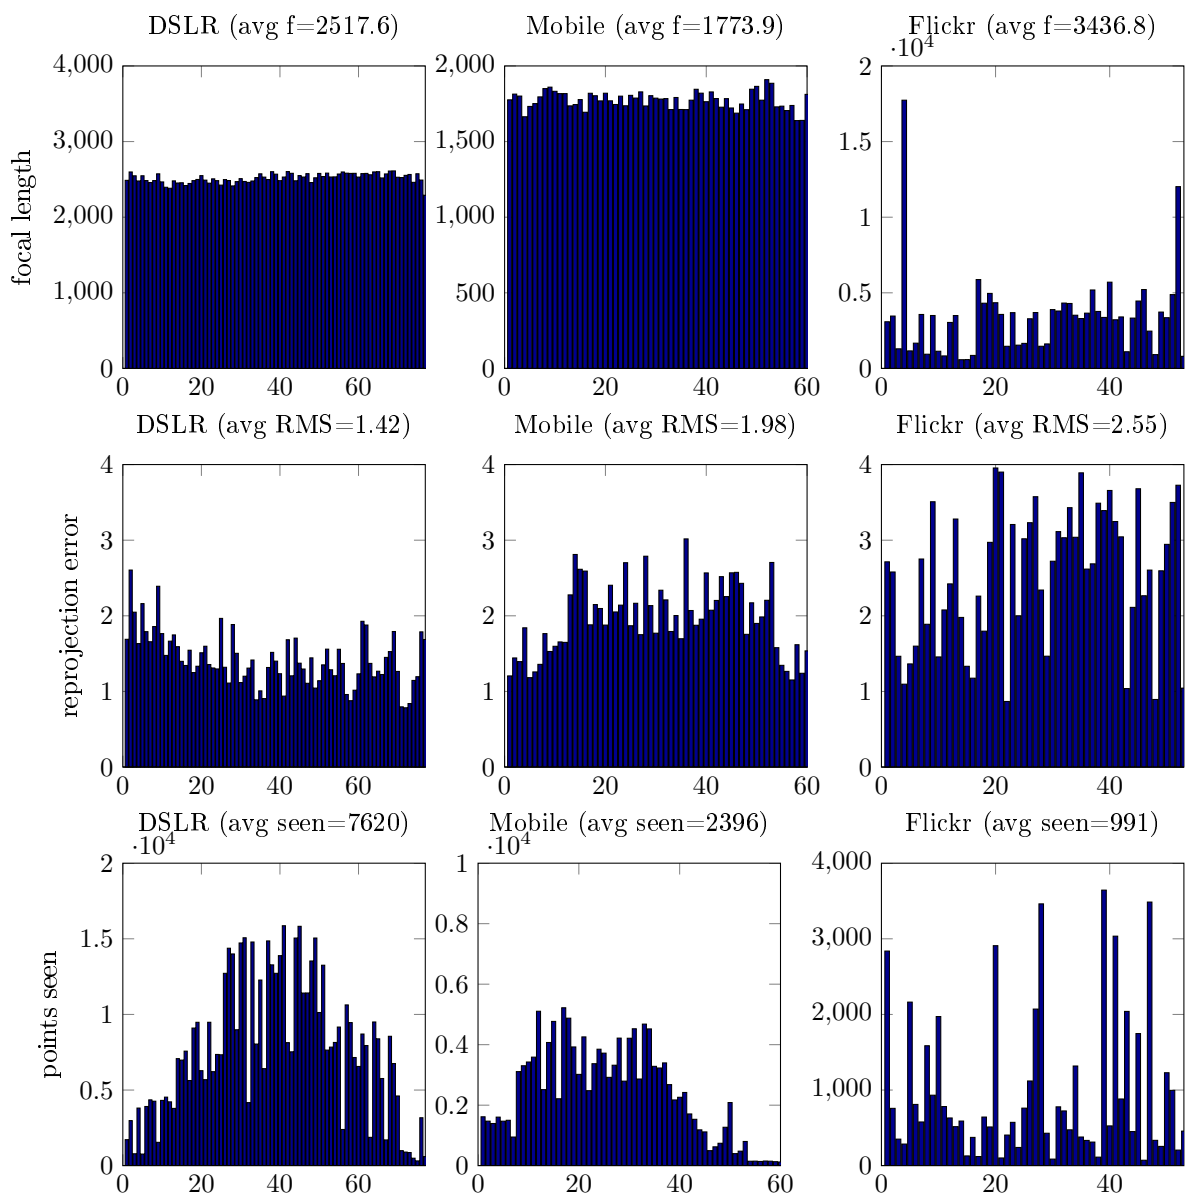 DSLR (avg f=2517.6)
Mobile (avg f=1773.9)
Flickr (avg f=3436.8)
·10⁴
4,000
3,000
2,000
1,000
0
focal length
0 20 40 60
2,000
1,500
1,000
500
0
0 20 40 60
2
1.5
1
0.5
0
0 20 40
DSLR (avg RMS=1.42)
Mobile (avg RMS=1.98)
Flickr (avg RMS=2.55)
4
3
2
1
0
reprojection error
0 20 40 60
4
3
2
1
0
0 20 40 60
4
3
2
1
0
0 20 40
DSLR (avg seen=7620)
Mobile (avg seen=2396)
Flickr (avg seen=991)
·10⁴
2
1.5
1
0.5
0
points seen
0 20 40 60
·10⁴
1
0.8
0.6
0.4
0.2
0
0 20 40 60
4,000
3,000
2,000
1,000
0
0 20 40